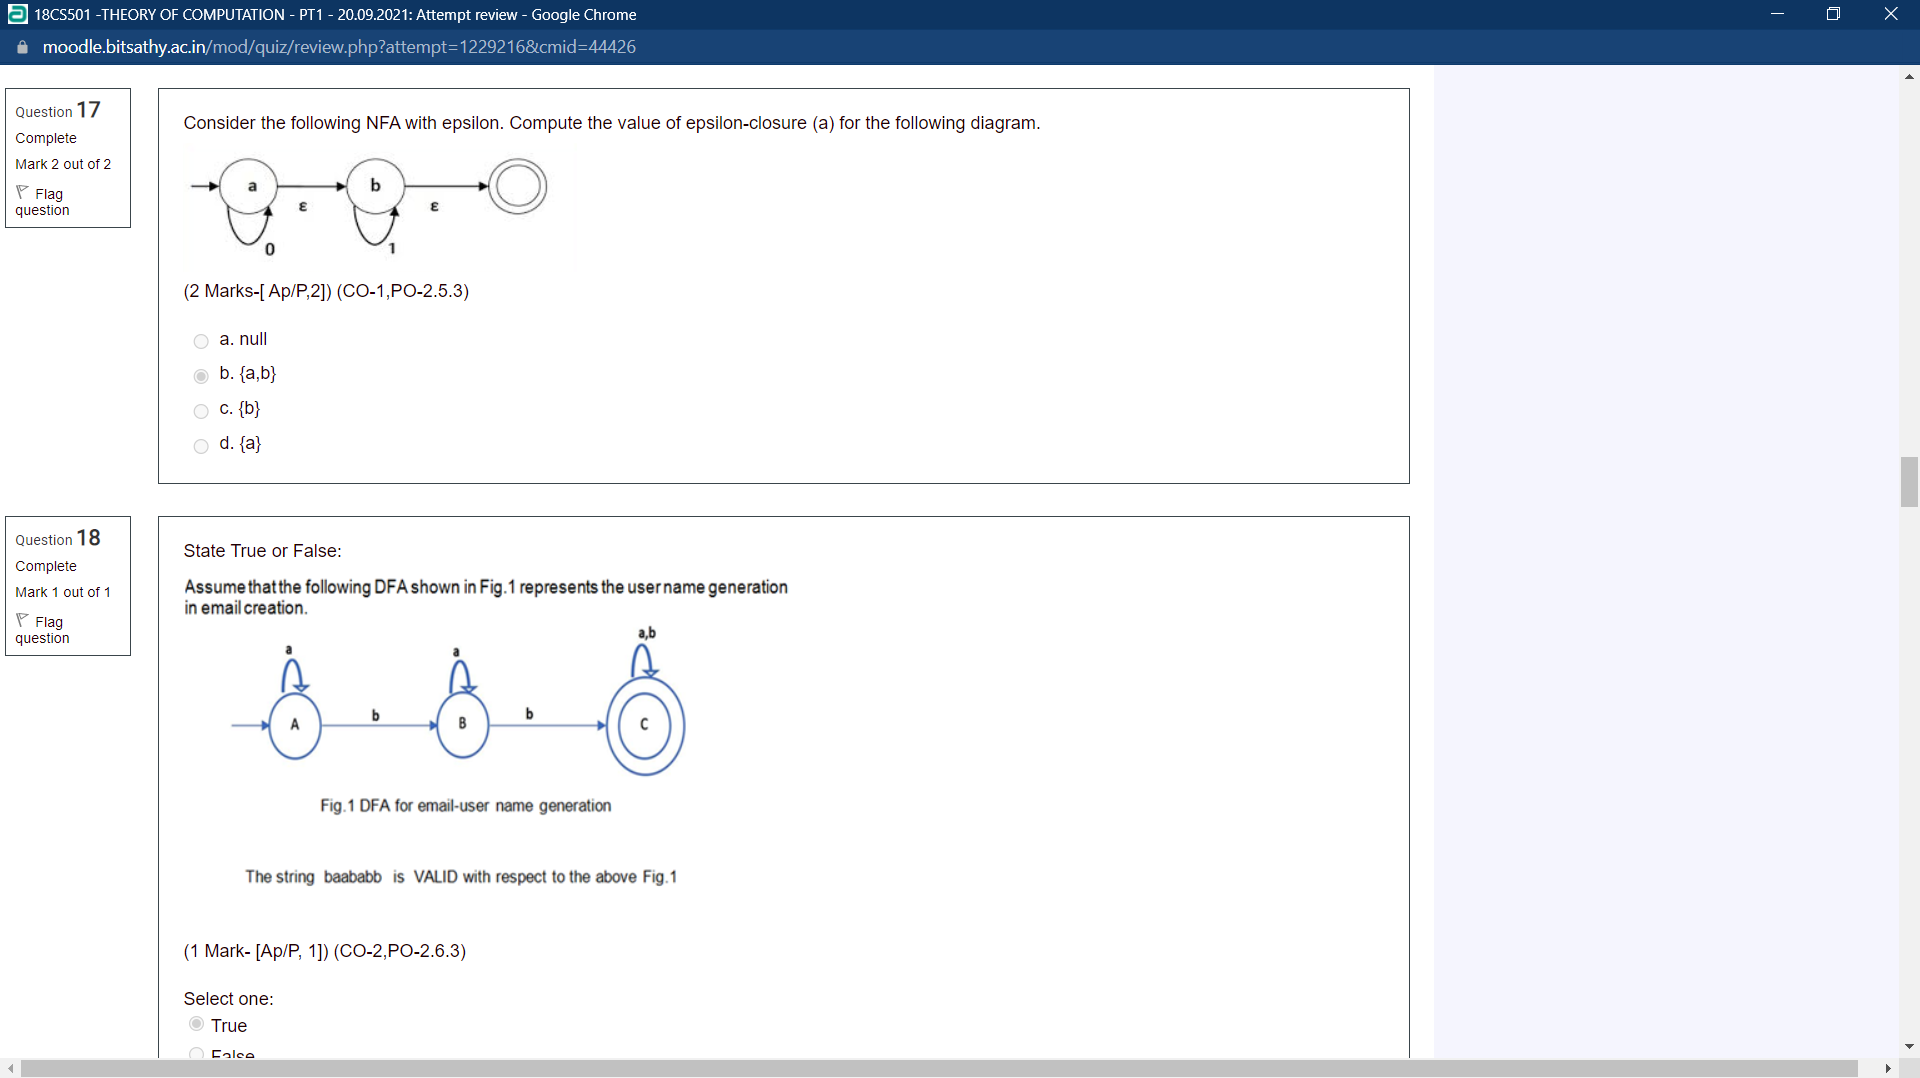 18CS501 -THEORY OF COMPUTATION - PT1 - 20.09.2021: Attempt review - Google Chrome
moodle.bitsathy.ac.in/mod/quiz/review.php?attempt=1229216&cmid=44426
Question 17
Complete
Mark 2 out of 2
Flag
question
Consider the following NFA with epsilon. Compute the value of epsilon-closure (a) for the following diagram.
a
b
ε
ε
0
1
(2 Marks-[ Ap/P,2]) (CO-1,PO-2.5.3)
a. null
b. {a,b}
c. {b}
d. {a}
Question 18
Complete
Mark 1 out of 1
Flag
question
State True or False:
Assume that the following DFA shown in Fig.1 represents the user name generation
in email creation.
a
a
a,b
A
b
B
b
C
Fig.1 DFA for email-user name generation
The string baababb is VALID with respect to the above Fig.1
(1 Mark- [Ap/P, 1]) (CO-2,PO-2.6.3)
Select one:
True
False